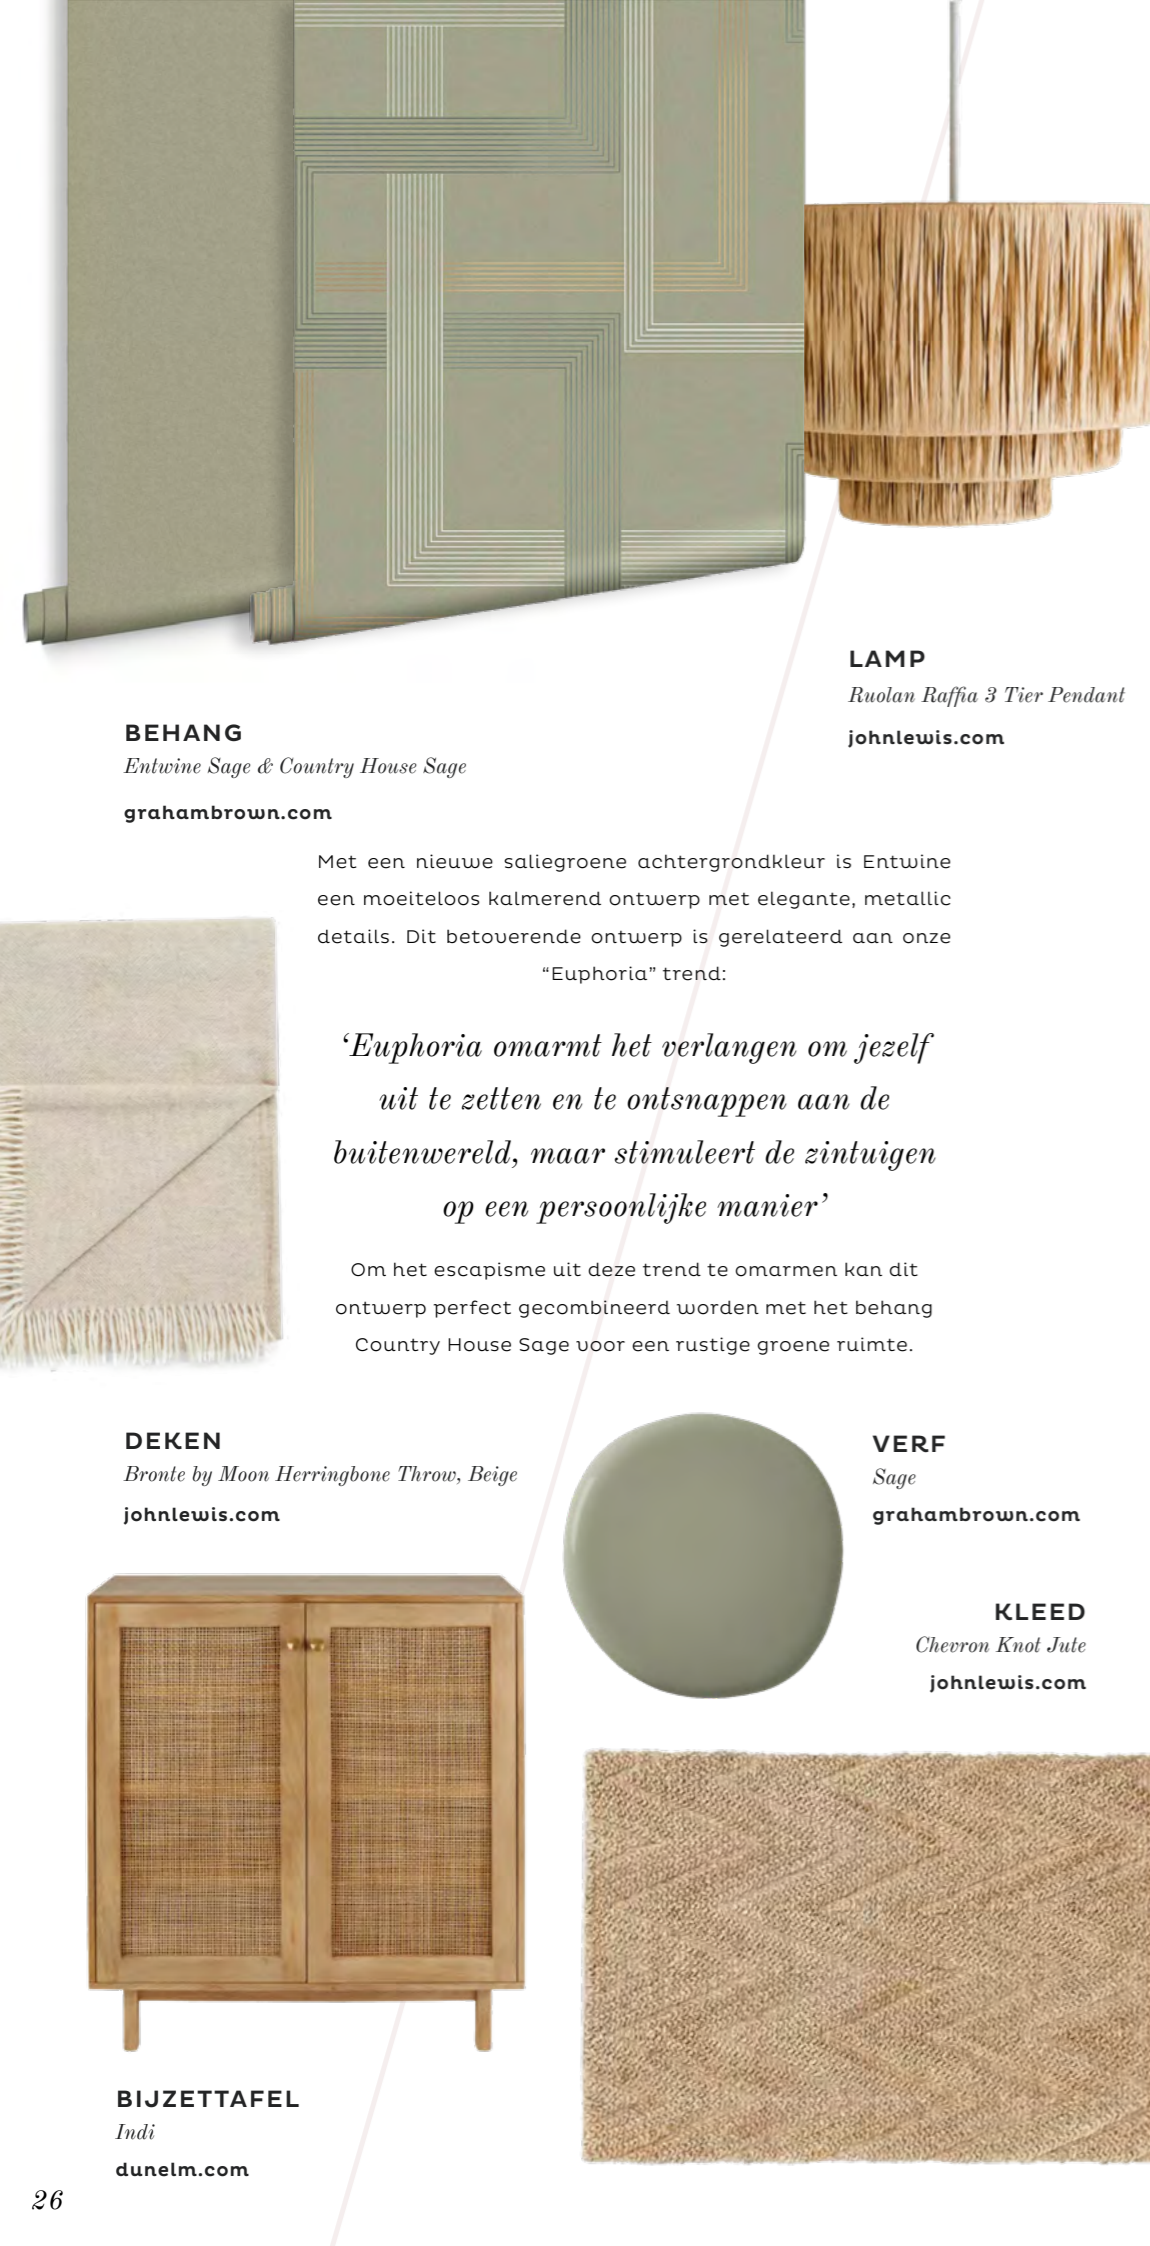 LAMP
Ruolan Raffia 3 Tier Pendant
johnlewis.com
BEHANG
Entwine Sage & Country House Sage
grahambrown.com
Met een nieuwe saliegroene achtergrondkleur is Entwine
een moeiteloos kalmerend ontwerp met elegante, metallic
details. Dit betoverende ontwerp is gerelateerd aan onze
“Euphoria” trend:
‘Euphoria omarmt het verlangen om jezelf
uit te zetten en te ontsnappen aan de
buitenwereld, maar stimuleert de zintuigen
op een persoonlijke manier’
Om het escapisme uit deze trend te omarmen kan dit
ontwerp perfect gecombineerd worden met het behang
Country House Sage voor een rustige groene ruimte.
DEKEN
Bronte by Moon Herringbone Throw, Beige
johnlewis.com
VERF
Sage
grahambrown.com
KLEED
Chevron Knot Jute
johnlewis.com
BIJZETTAFEL
Indi
dunelm.com
26